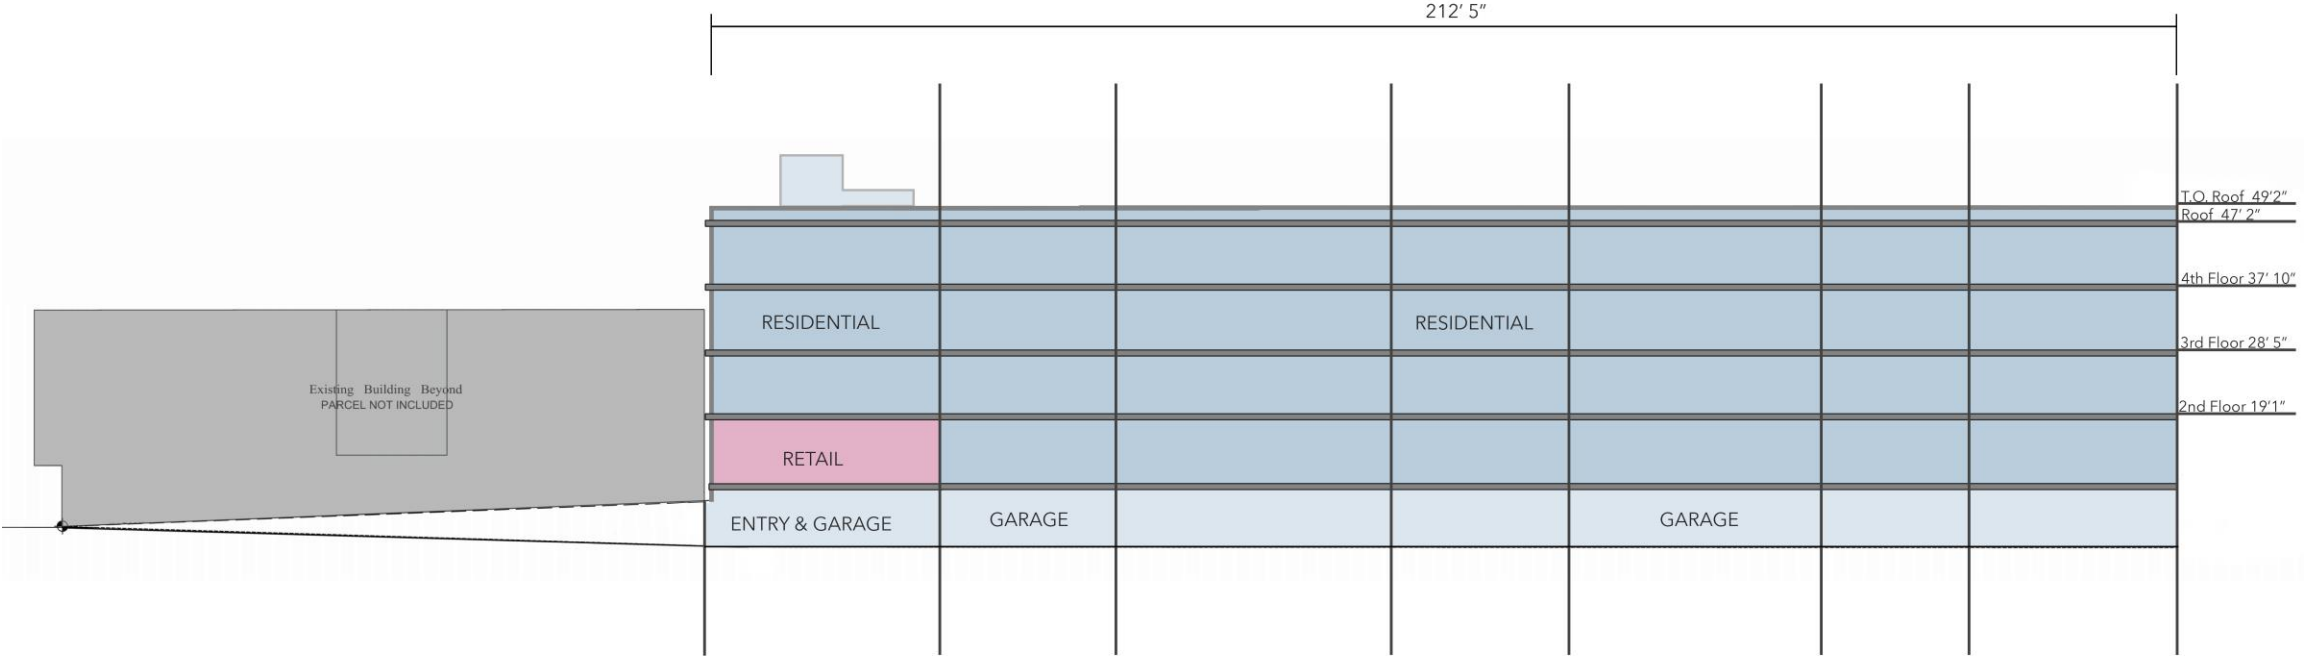 212' 5"
T.O. Roof 49'2"
Roof 47' 2"
4th Floor 37' 10"
RESIDENTIAL RESIDENTIAL
3rd Floor 28' 5"
Existing Building Beyond
PARCEL NOT INCLUDED
2nd Floor 19'1"
RETAIL
ENTRY & GARAGE GARAGE GARAGE